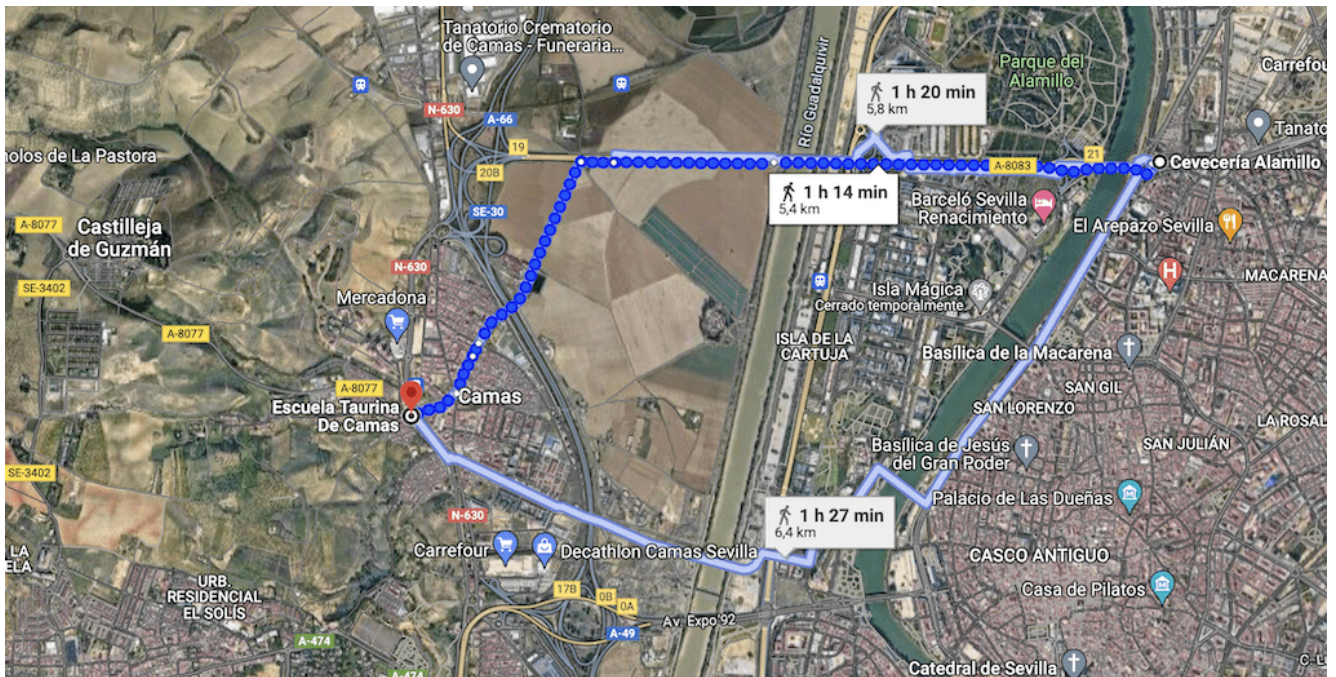 Tanatorio Crematorio
de Camas - Funeraria...
N-630
A-66
19
20B
SE-30
Río Guadalquivir
1 h 20 min
5,8 km
Parque del
Alamillo
Carrefou
Tanato
21
A-8083
Cevecería Alamillo
1 h 14 min
5,4 km
Barceló Sevilla
Renacimiento
El Arepazo Sevilla
nolos de La Pastora
Castilleja
de Guzmán
A-8077
SE-3402
A-8077
N-630
Mercadona
Isla Mágica
Cerrado temporalmente
MACARENA
ISLA DE LA
CARTUJA
Basílica de la Macarena
SAN GIL
A-8077
Escuela Taurina
De Camas
Camas
SAN LORENZO
LA ROSAL
SAN JULIÁN
Basílica de Jesús
del Gran Poder
Palacio de Las Dueñas
SE-3402
N-630
1 h 27 min
6,4 km
Carrefour
Decathlon Camas Sevilla
CASCO ANTIGUO
LA
ELA
URB.
RESIDENCIAL
EL SOLÍS
17B
0B
0A
Casa de Pilatos
Av. Expo'92
A-49
A-474
A-474
Catedral de Sevilla